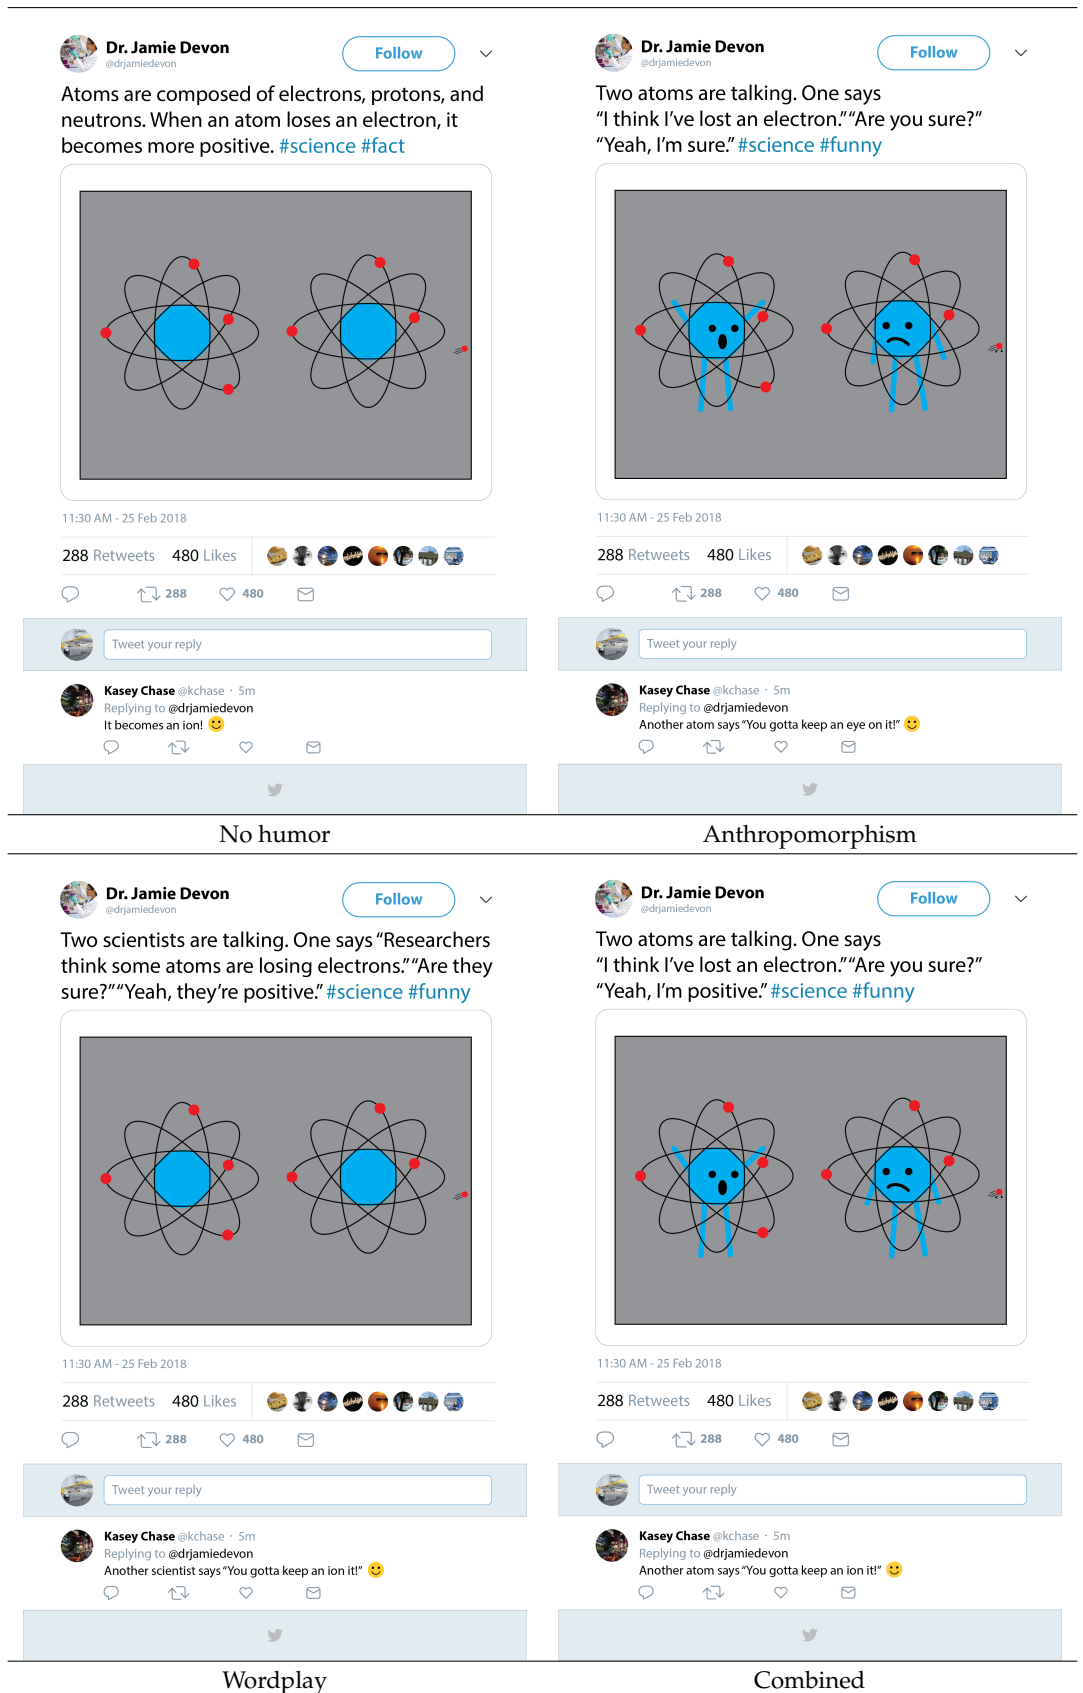 Dr. Jamie Devon
@drjamiedevon
Follow
Atoms are composed of electrons, protons, and
neutrons. When an atom loses an electron, it
becomes more positive. #science #fact
11:30 AM - 25 Feb 2018
288 Retweets 480 Likes
288 480
Tweet your reply
Kasey Chase @kchase · 5m
Replying to @drjamiedevon
It becomes an ion!
No humor
Dr. Jamie Devon
@drjamiedevon
Follow
Two atoms are talking. One says
“I think I’ve lost an electron.” “Are you sure?”
“Yeah, I’m sure.” #science #funny
11:30 AM - 25 Feb 2018
288 Retweets 480 Likes
288 480
Tweet your reply
Kasey Chase @kchase · 5m
Replying to @drjamiedevon
Another atom says “You gotta keep an eye on it!”
Anthropomorphism
Dr. Jamie Devon
@drjamiedevon
Follow
Two scientists are talking. One says “Researchers
think some atoms are losing electrons.” “Are they
sure?” “Yeah, they’re positive.” #science #funny
11:30 AM - 25 Feb 2018
288 Retweets 480 Likes
288 480
Tweet your reply
Kasey Chase @kchase · 5m
Replying to @drjamiedevon
Another scientist says “You gotta keep an ion it!”
Wordplay
Dr. Jamie Devon
@drjamiedevon
Follow
Two atoms are talking. One says
“I think I’ve lost an electron.” “Are you sure?”
“Yeah, I’m positive.” #science #funny
11:30 AM - 25 Feb 2018
288 Retweets 480 Likes
288 480
Tweet your reply
Kasey Chase @kchase · 5m
Replying to @drjamiedevon
Another atom says “You gotta keep an ion it!”
Combined